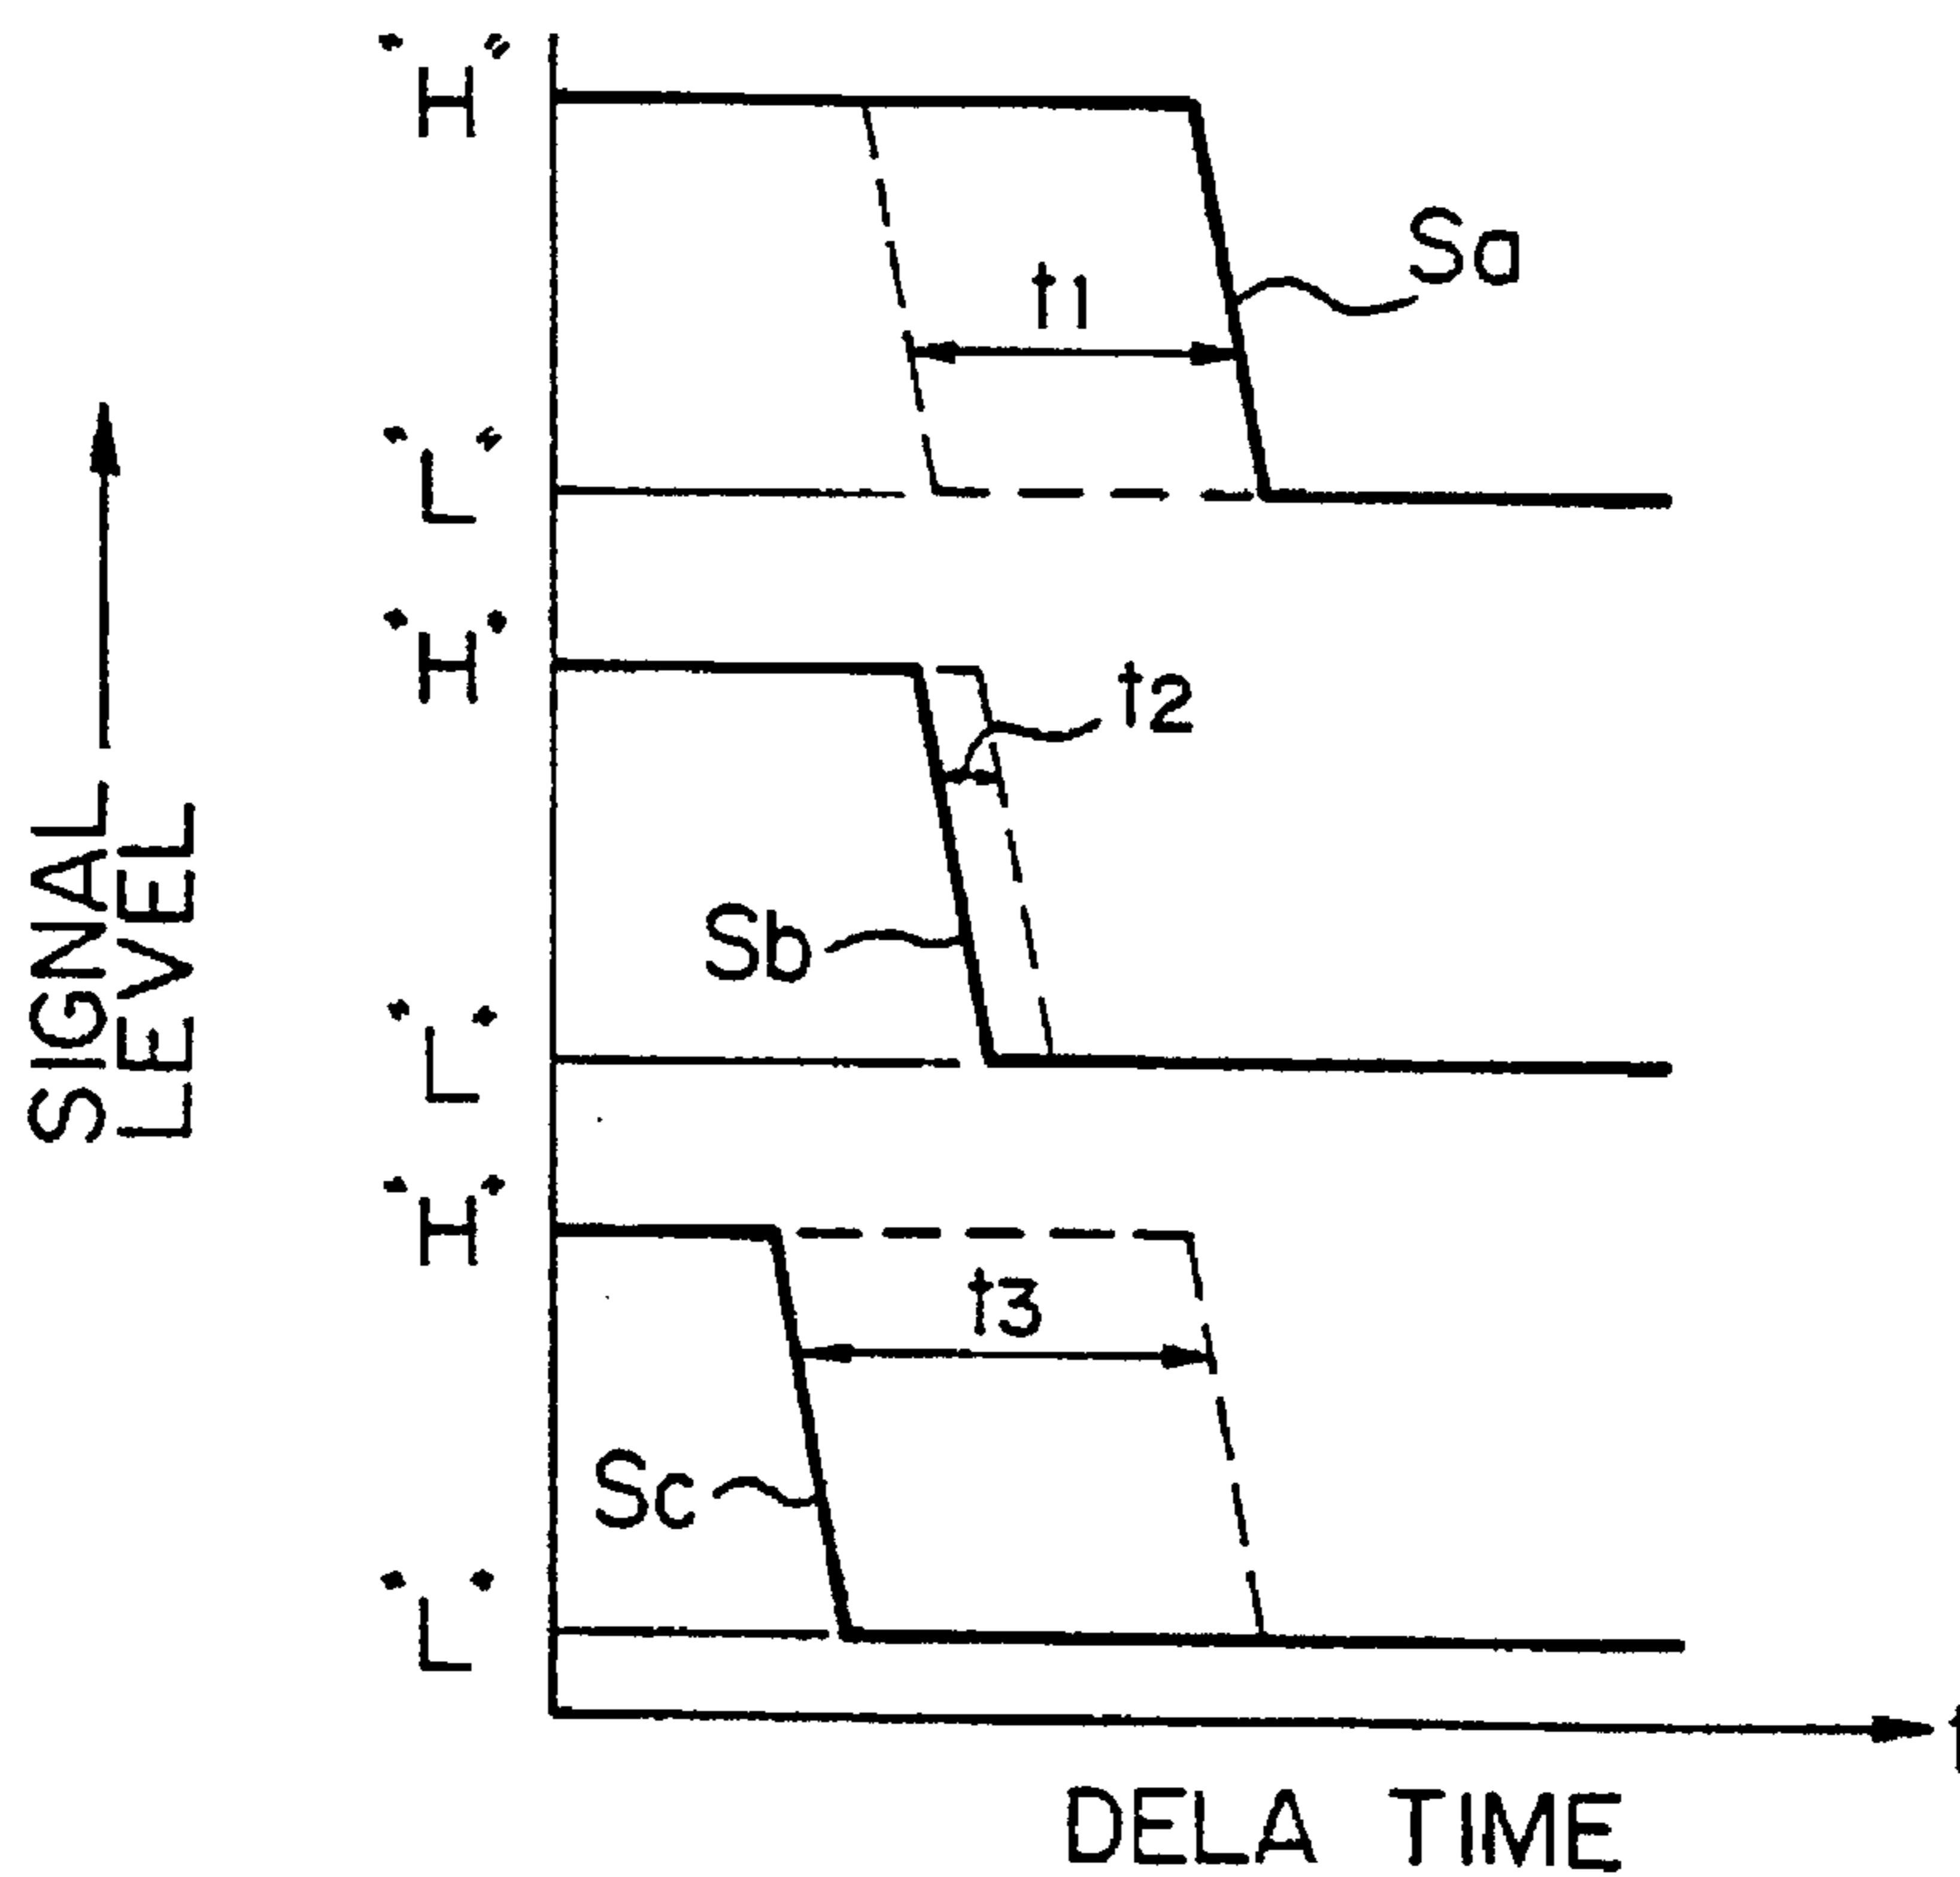 "H"
Sa
t1
"L"
"H"
t2
Sb
"L"
"H"
t3
Sc
"L"
SIGNAL
LEVEL
t
DELA TIME